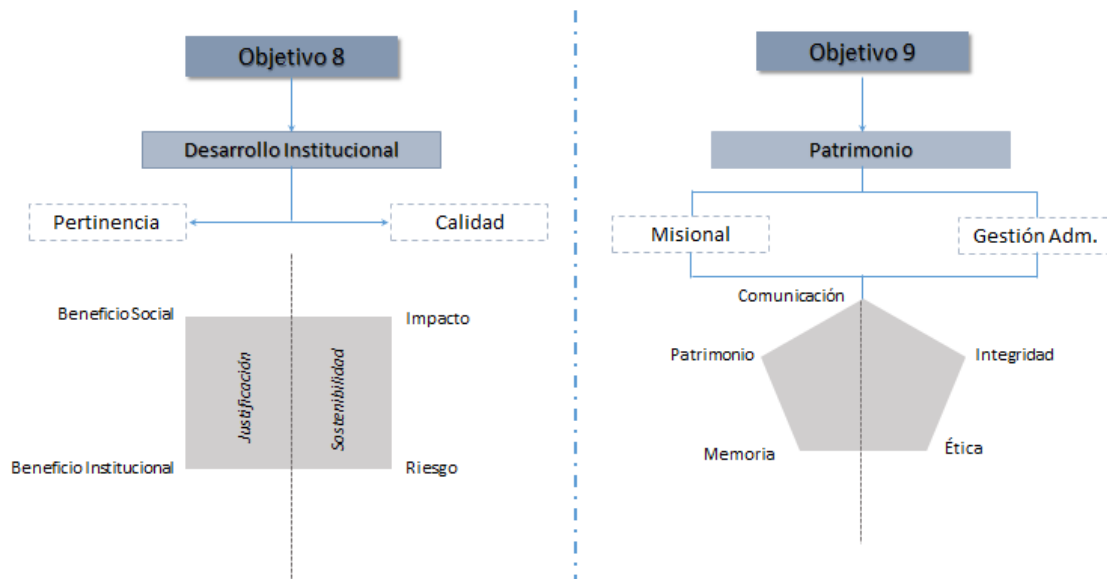 Objetivo 8
Desarrollo Institucional
Pertinencia
Calidad
Beneficio Social
Impacto
Justificación
Sostenibilidad
Beneficio Institucional
Riesgo
Objetivo 9
Patrimonio
Misional
Gestión Adm.
Comunicación
Patrimonio
Integridad
Memoria
Ética